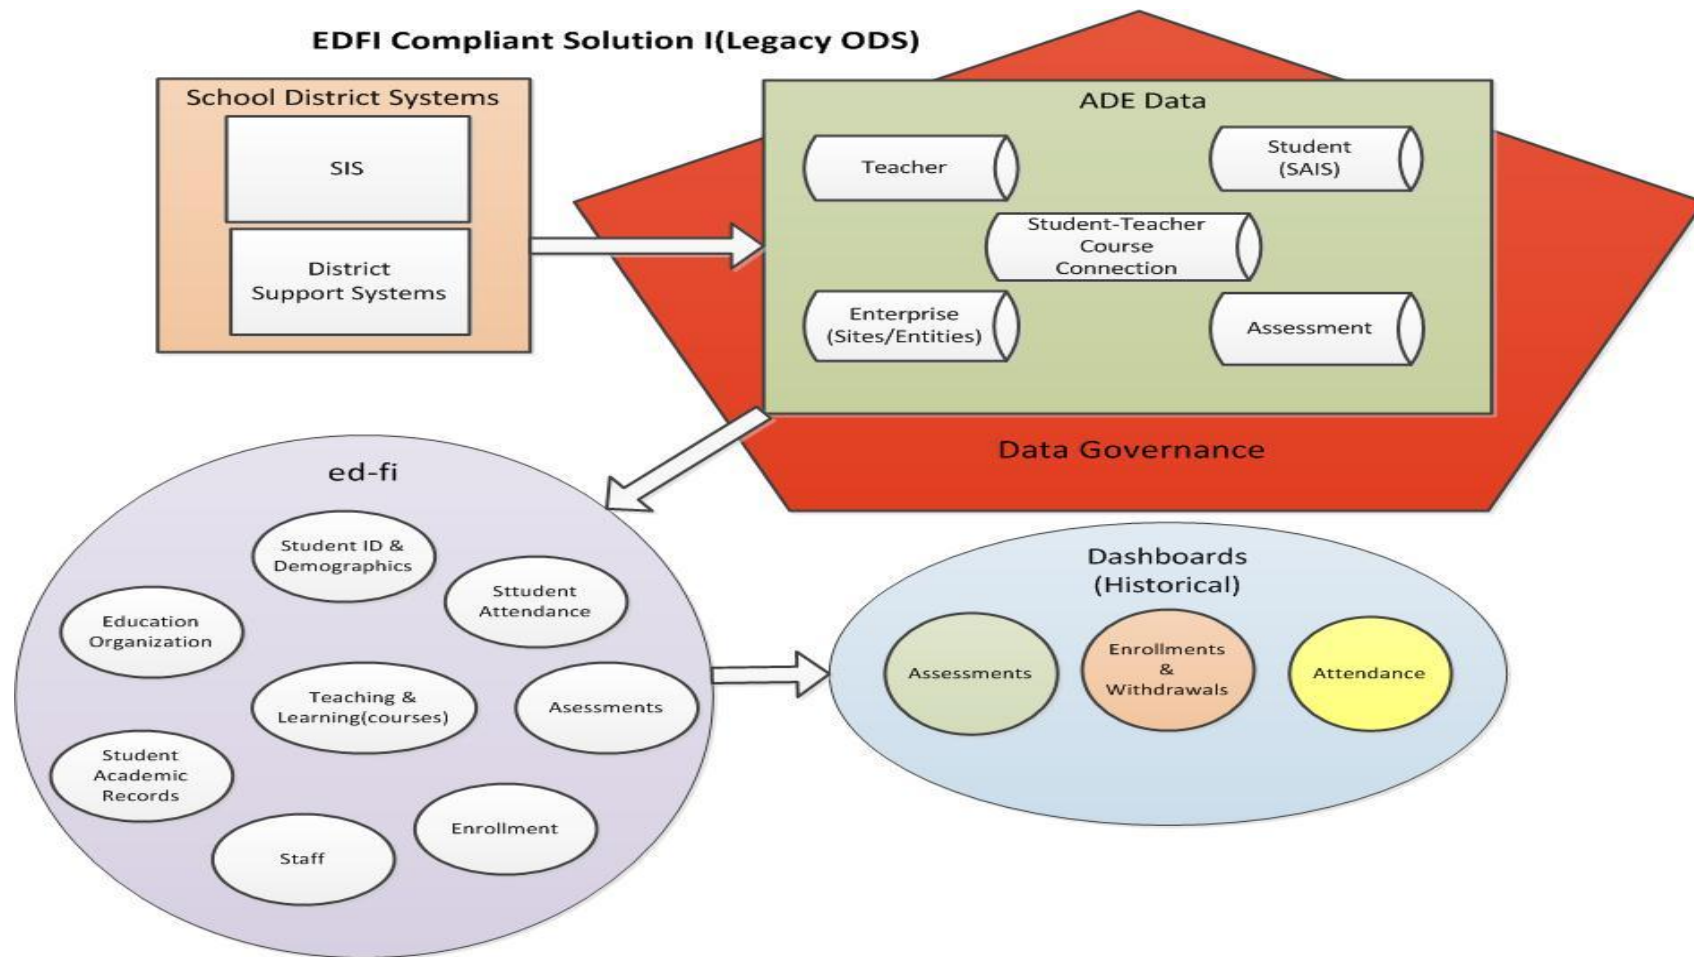 EDFI Compliant Solution I(Legacy ODS)
School District Systems
SIS
District
Support Systems
ADE Data
Teacher
Student
(SAIS)
Student-Teacher
Course
Connection
Enterprise
(Sites/Entities)
Assessment
Data Governance
ed-fi
Student ID &
Demographics
Sttudent
Attendance
Education
Organization
Teaching &
Learning(courses)
Asessments
Student
Academic
Records
Enrollment
Staff
Dashboards
(Historical)
Assessments
Enrollments
&
Withdrawals
Attendance